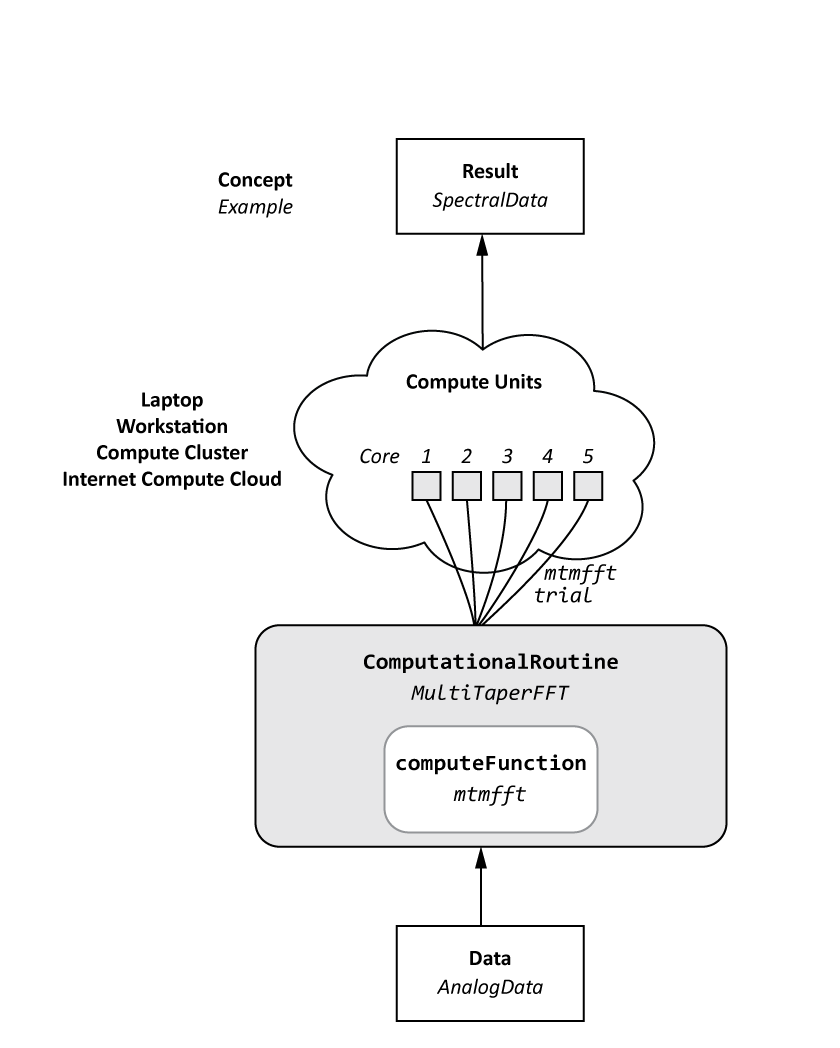 Result
SpectralData
Concept
Example
Compute Units
Laptop
Workstation
Compute Cluster
Internet Compute Cloud
Core 1 2 3 4 5
mtmfft
trial
ComputationalRoutine
MultiTaperFFT
computeFunction
mtmfft
Data
AnalogData